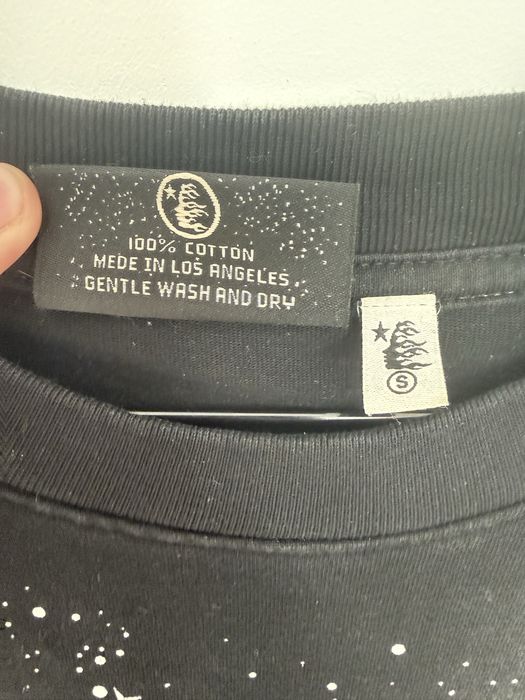 100% COTTON
MEDE IN LOS ANGELES
GENTLE WASH AND DRY
S